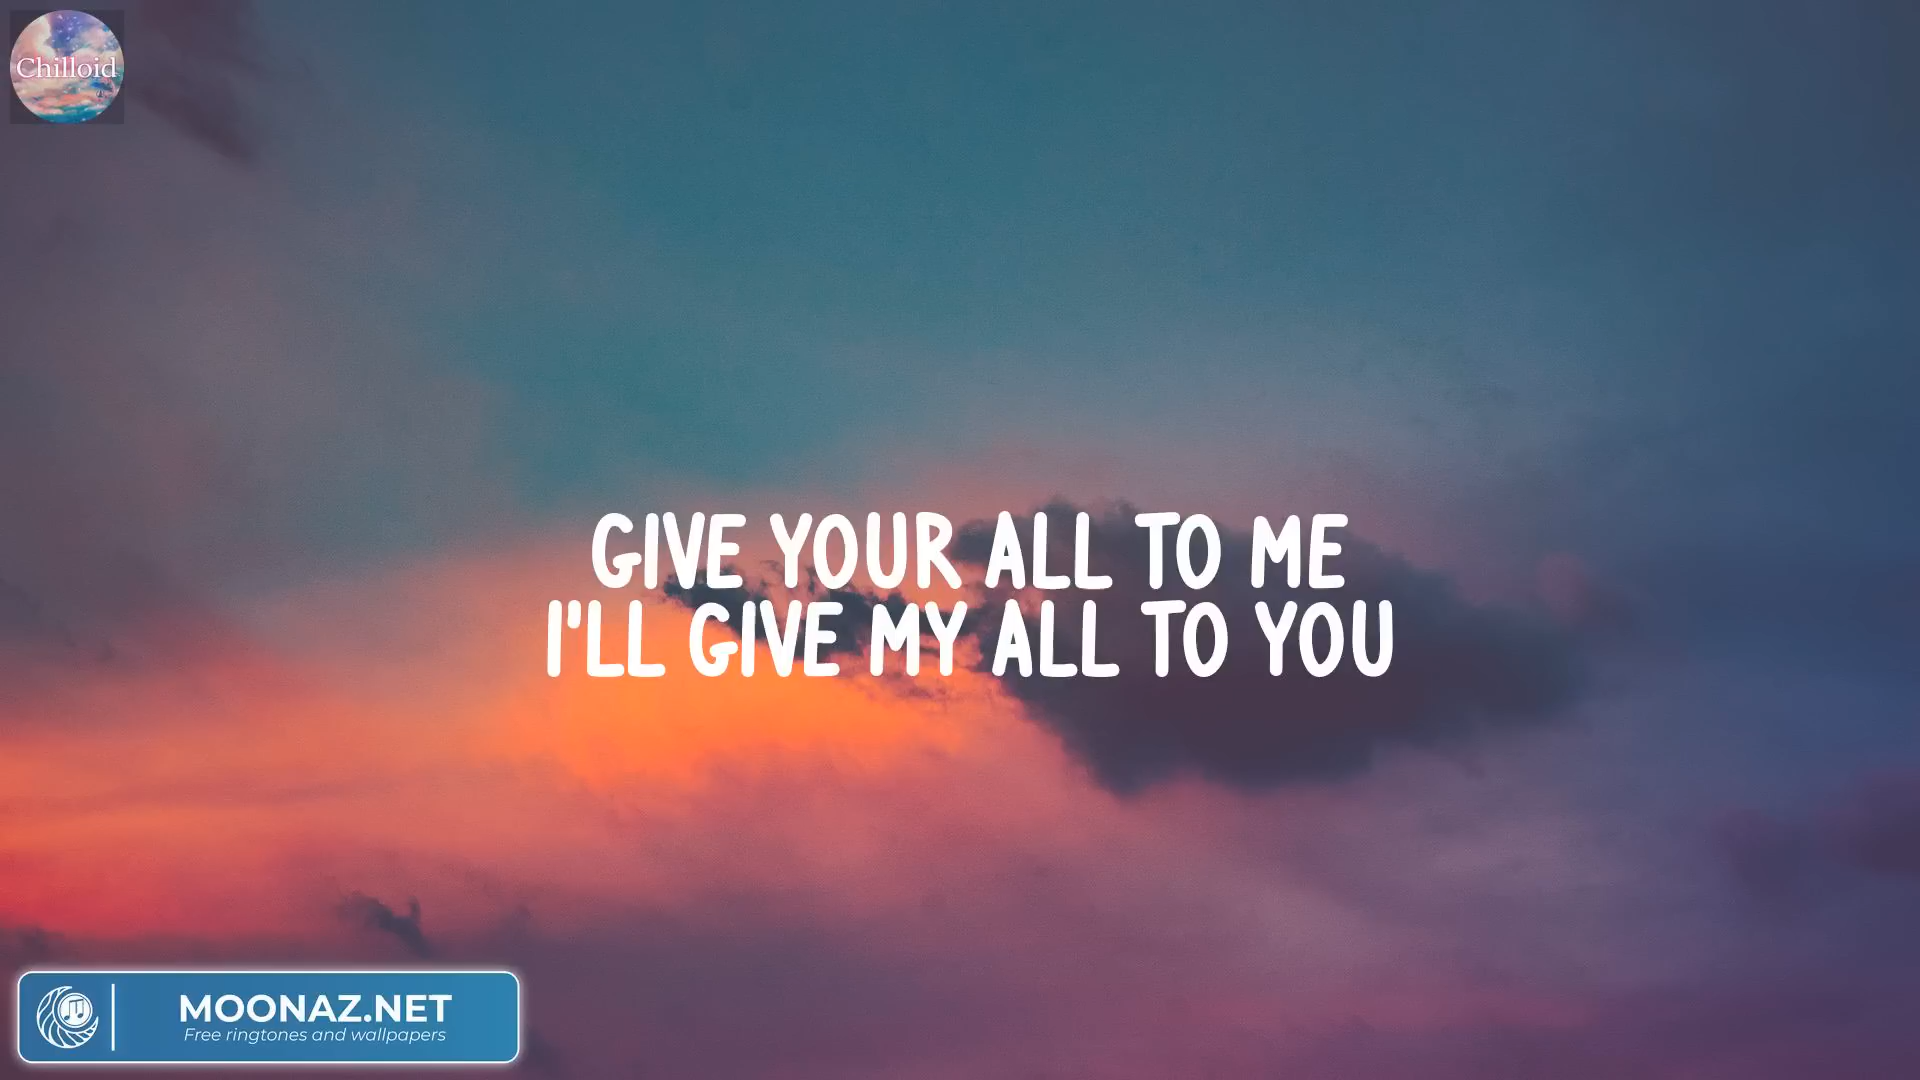 Chilloid
GIVE YOUR ALL TO ME
I'LL GIVE MY ALL TO YOU
MOONAZ.NET
Free ringtones and wallpapers